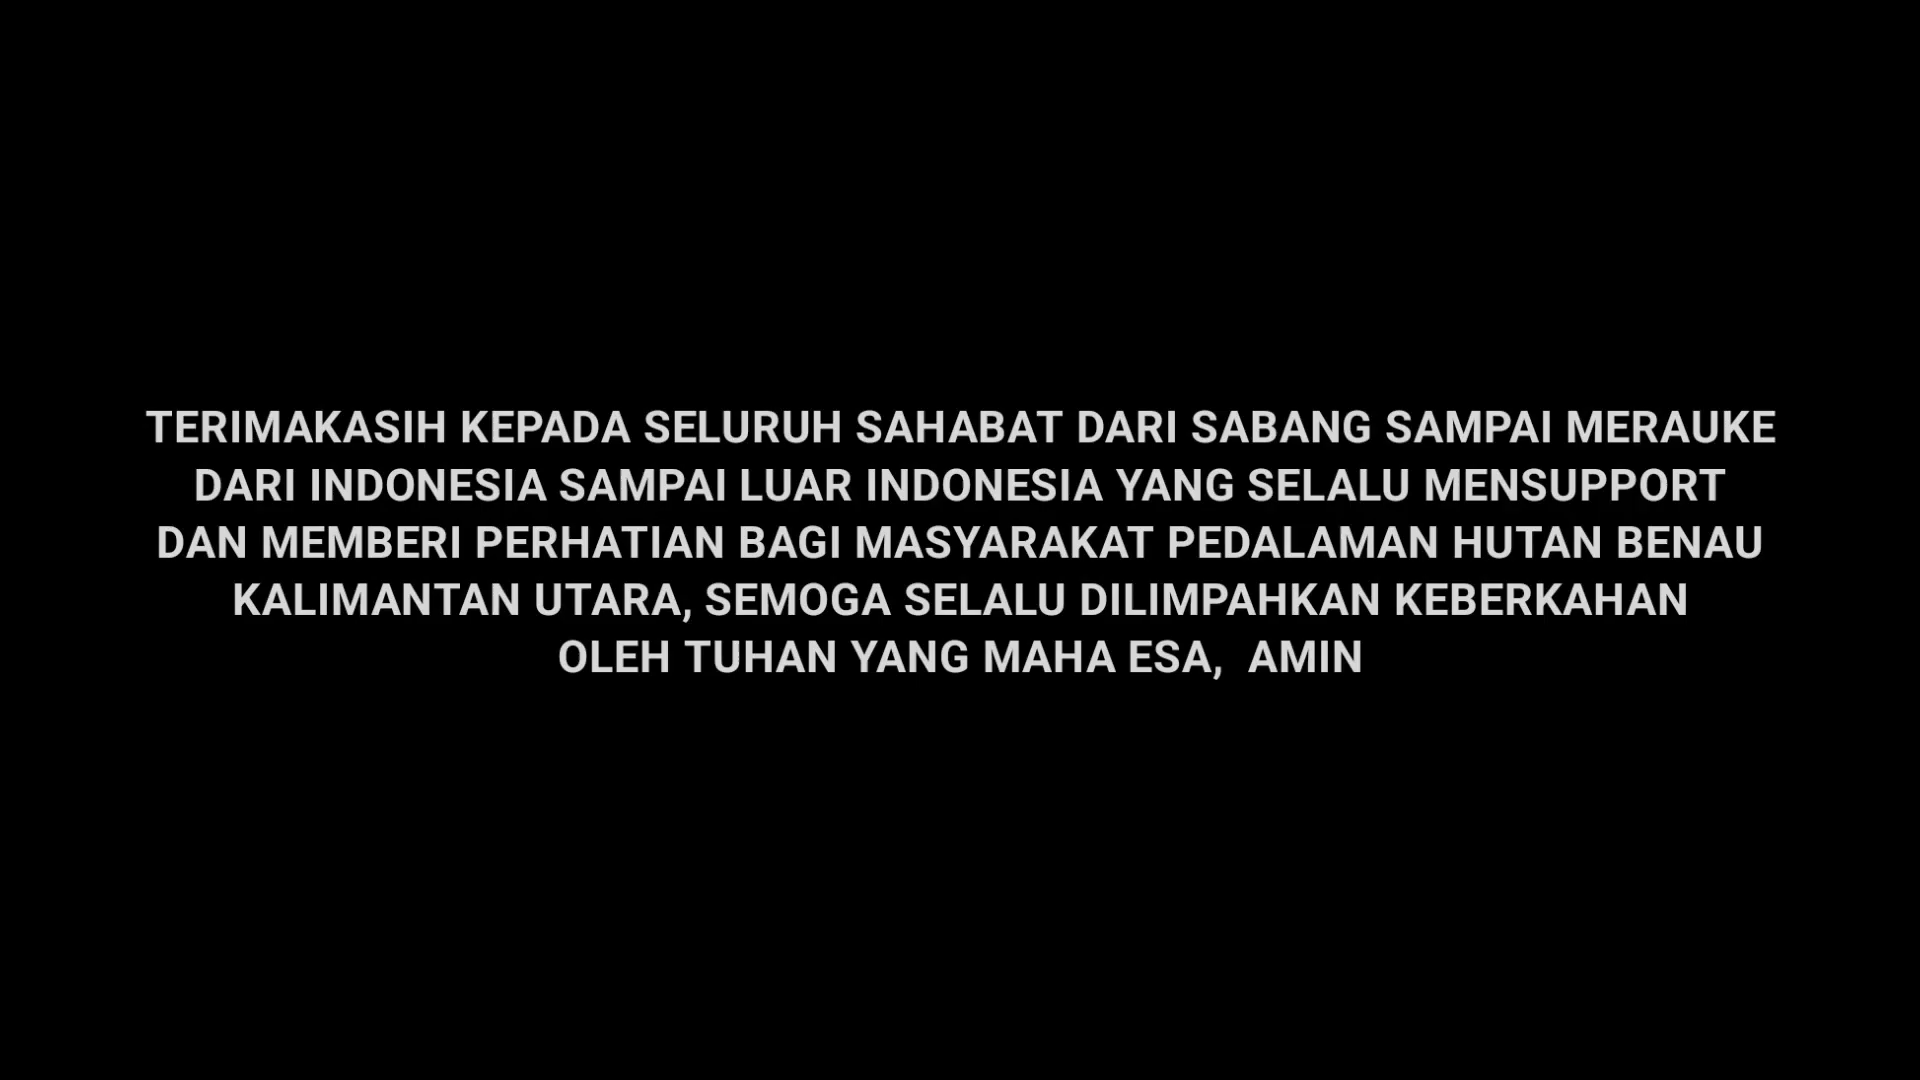 TERIMAKASIH KEPADA SELURUH SAHABAT DARI SABANG SAMPAI MERAUKE
DARI INDONESIA SAMPAI LUAR INDONESIA YANG SELALU MENSUPPORT
DAN MEMBERI PERHATIAN BAGI MASYARAKAT PEDALAMAN HUTAN BENAU
KALIMANTAN UTARA, SEMOGA SELALU DILIMPAHKAN KEBERKAHAN
OLEH TUHAN YANG MAHA ESA,  AMIN